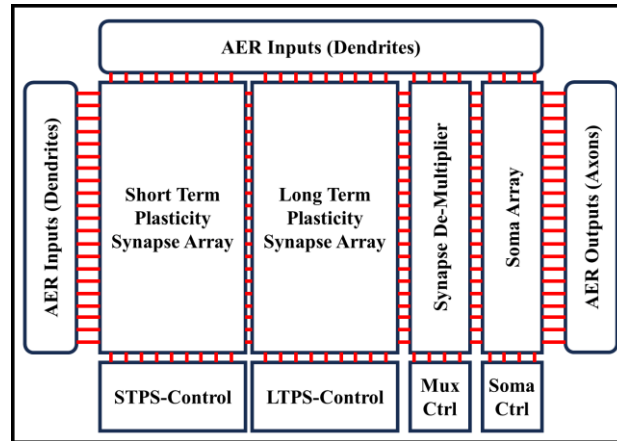 AER Inputs (Dendrites)
AER Inputs (Dendrites)
Short Term
Plasticity
Synapse Array
Long Term
Plasticity
Synapse Array
Synapse De-Multiplier
Soma Array
AER Outputs (Axons)
STPS-Control
LTPS-Control
Mux
Ctrl
Soma
Ctrl